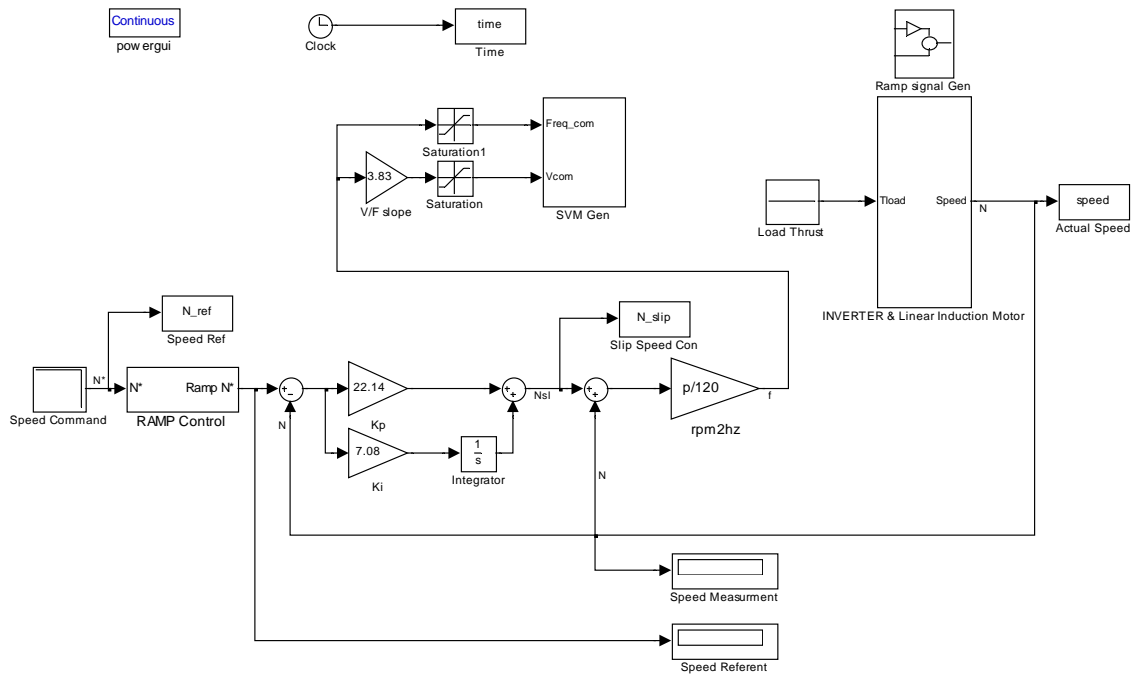 Continuous
powergui
Clock
time
Time
Ramp signal Gen
Saturation1
Freq_com
3.83
V/F slope
Saturation
Vcom
SVM Gen
Load Thrust
Tload
Speed
N
speed
Actual Speed
INVERTER & Linear Induction Motor
N_ref
Speed Ref
N_slip
Slip Speed Con
N*
Speed Command
N*
Ramp N*
RAMP Control
+
−
N
22.14
Kp
7.08
Ki
1
s
Integrator
+
+
Nsl
+
+
N
p/120
rpm2hz
f
Speed Measurment
Speed Referent